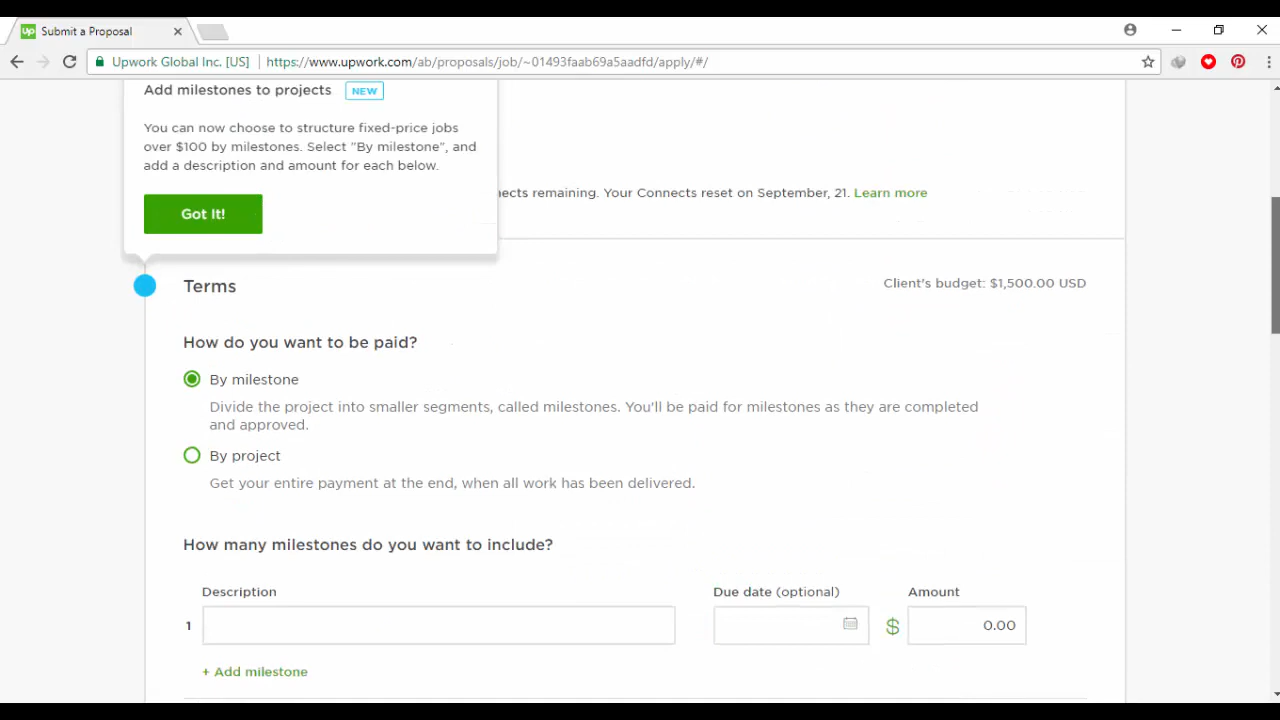 Submit a Proposal
Upwork Global Inc. [US] https://www.upwork.com/ab/proposals/job/~01493faab69a5aadfd/apply/#/
Add milestones to projects NEW
You can now choose to structure fixed-price jobs
over $100 by milestones. Select "By milestone", and
add a description and amount for each below.
Got It!
remaining. Your Connects reset on September, 21. Learn more
Terms
Client's budget: $1,500.00 USD
How do you want to be paid?
By milestone
Divide the project into smaller segments, called milestones. You'll be paid for milestones as they are completed
and approved.
By project
Get your entire payment at the end, when all work has been delivered.
How many milestones do you want to include?
Description Due date (optional) Amount
1 $ 0.00
+ Add milestone